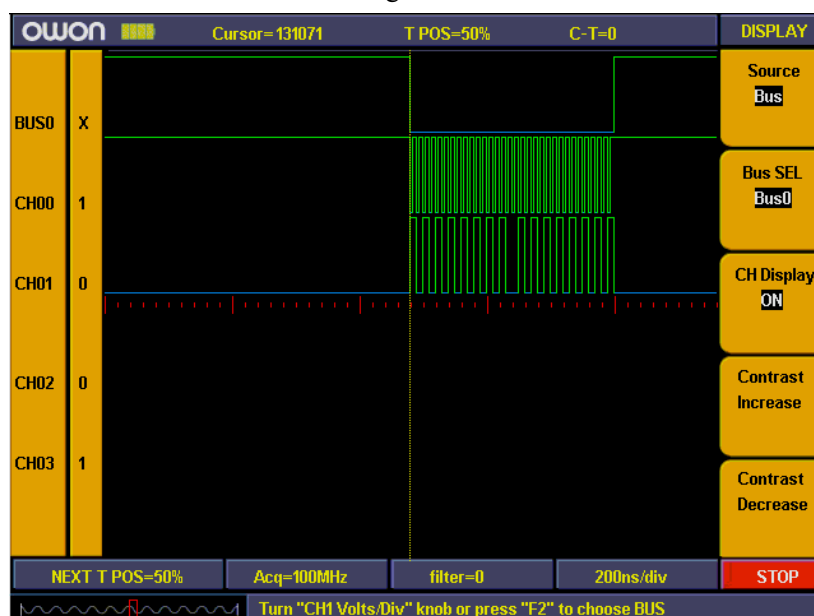 owon Cursor=131071 T POS=50% C-T=0 DISPLAY
Source
Bus
BUS0 X
Bus SEL
Bus0
CH00 1
CH Display
ON
CH01 0
CH02 0
Contrast
Increase
CH03 1
Contrast
Decrease
NEXT T POS=50% Acq=100MHz filter=0 200ns/div STOP
Turn "CH1 Volts/Div" knob or press "F2" to choose BUS